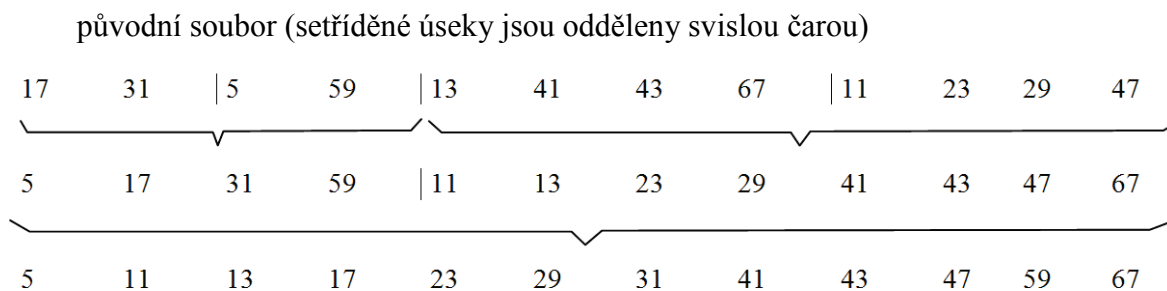 původní soubor (setříděné úseky jsou odděleny svislou čarou)
17 31 | 5 59 | 13 41 43 67 | 11 23 29 47
5 17 31 59 | 11 13 23 29 41 43 47 67
5 11 13 17 23 29 31 41 43 47 59 67